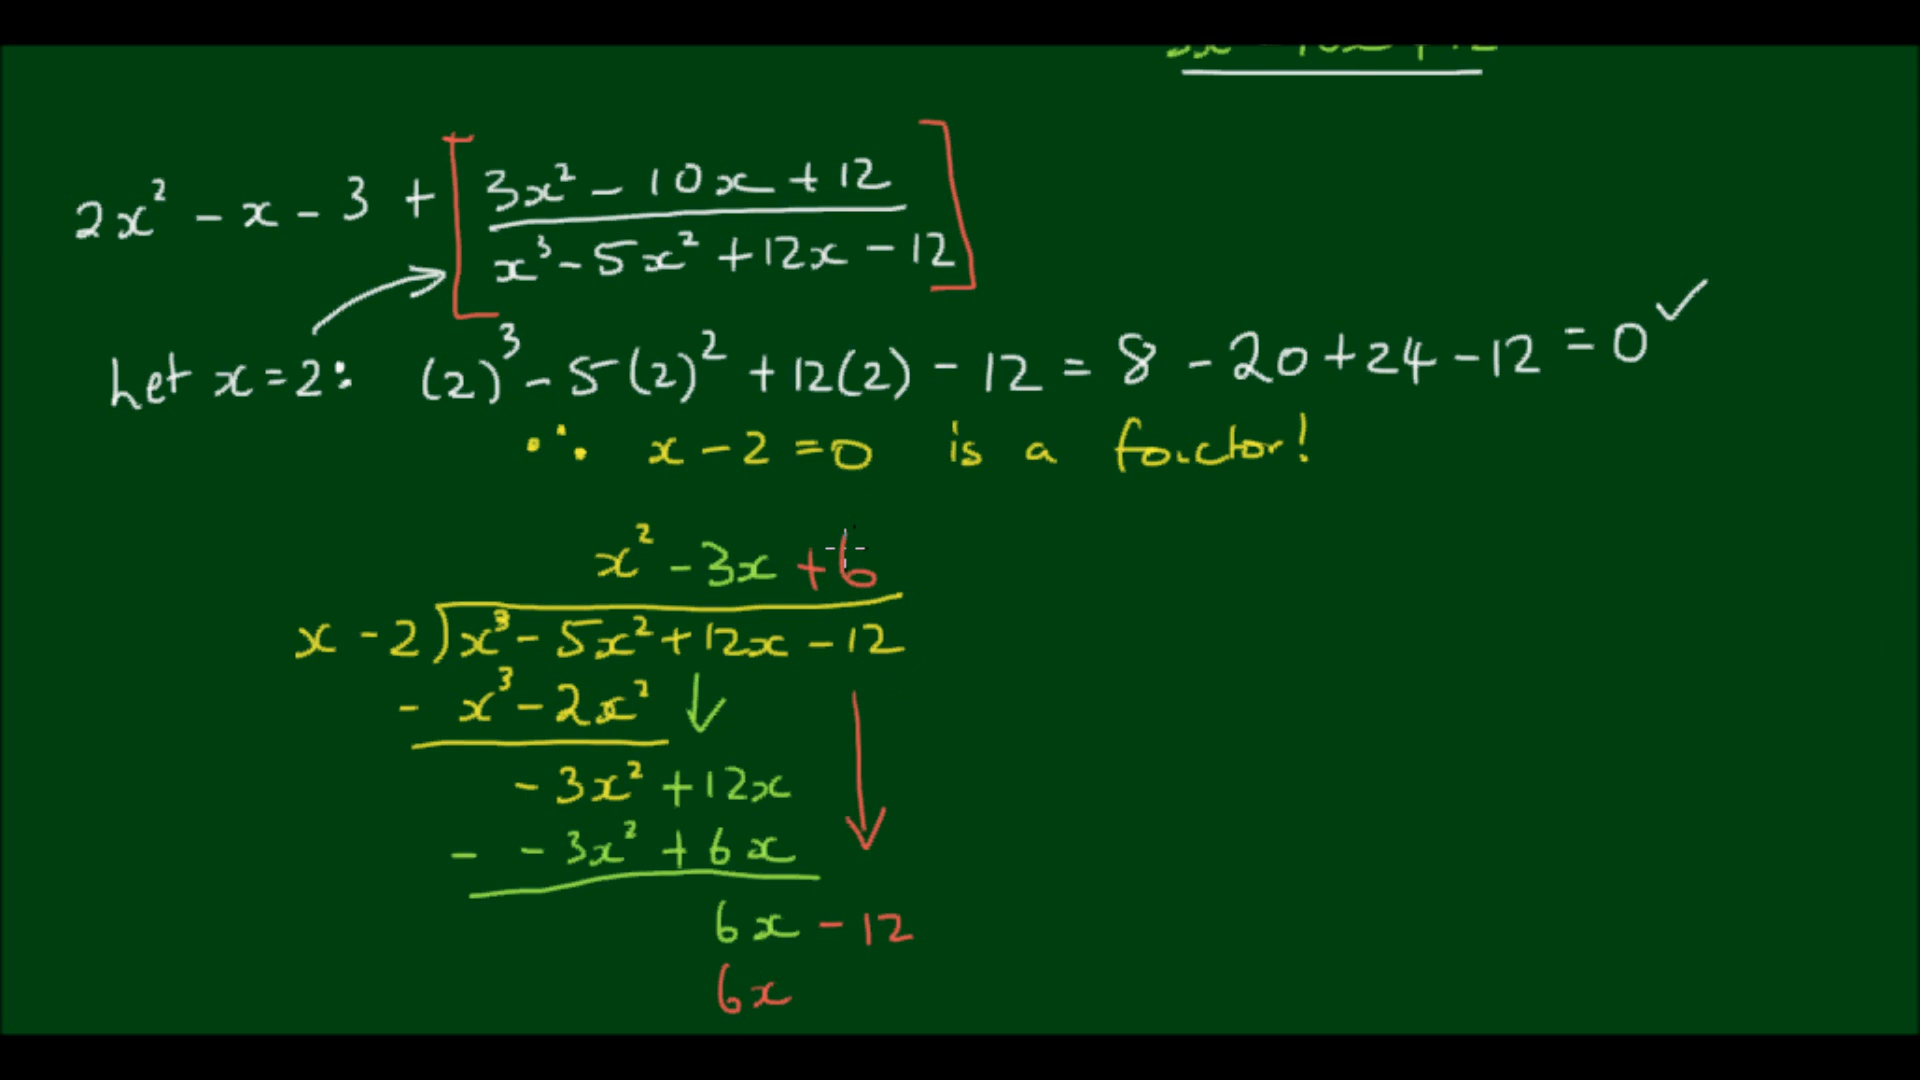 2x² - x - 3 + [ 3x² - 10x + 12
x³ - 5x² + 12x - 12 ]
Let x = 2: (2)³ - 5(2)² + 12(2) - 12 = 8 - 20 + 24 - 12 = 0 ✓
∴ x - 2 = 0 is a factor!
x² - 3x + 6
x - 2 ) x³ - 5x² + 12x - 12
- x³ - 2x²
- 3x² + 12x
- - 3x² + 6x
6x - 12
6x